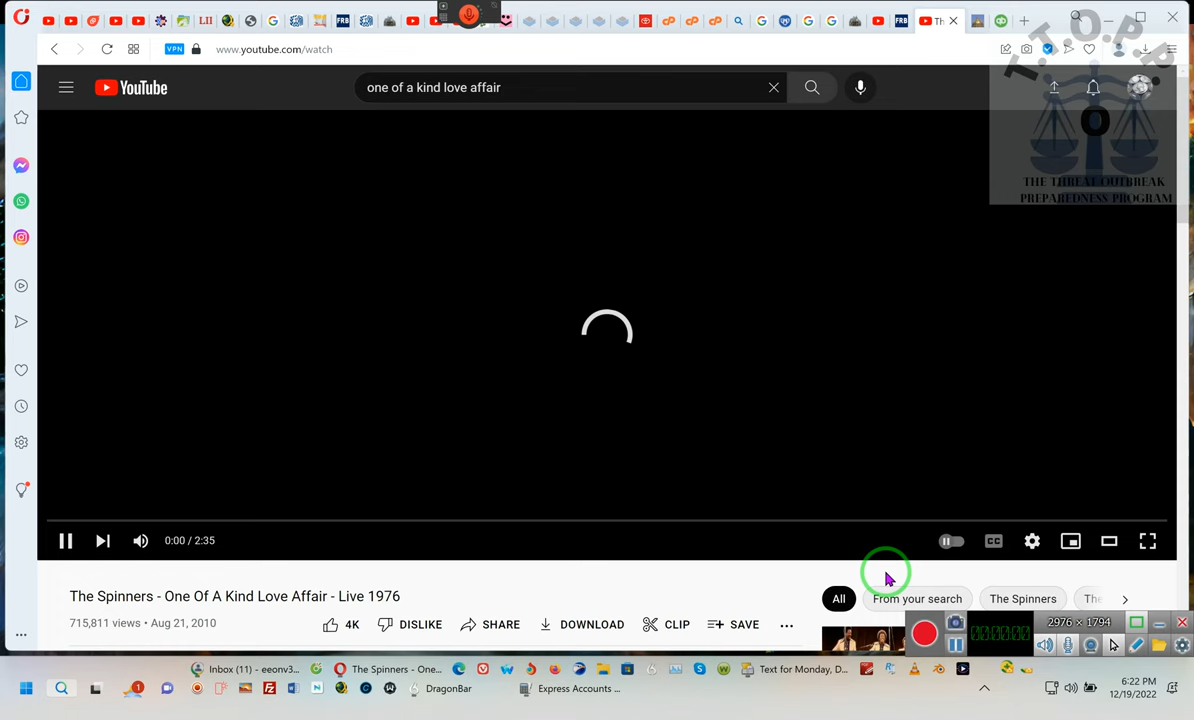 VPN www.youtube.com/watch
YouTube one of a kind love affair
T.T.O.P.P
THE THREAT OUTBREAK
PREPAREDNESS PROGRAM
0:00 / 2:35 CC
The Spinners - One Of A Kind Love Affair - Live 1976 All From your search The Spinners The
715,811 views • Aug 21, 2010 4K DISLIKE SHARE DOWNLOAD CLIP SAVE ...
2976 × 1794
Inbox (11) - eeonv3... The Spinners - One... Text for Monday, D...
DragonBar Express Accounts ...
6:22 PM
12/19/2022